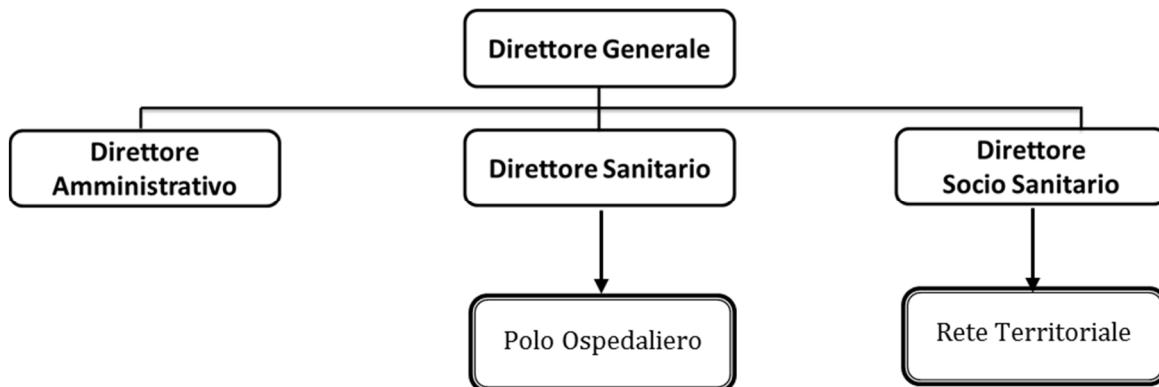 Direttore Generale
Direttore
Amministrativo
Direttore Sanitario
Direttore
Socio Sanitario
Polo Ospedaliero
Rete Territoriale